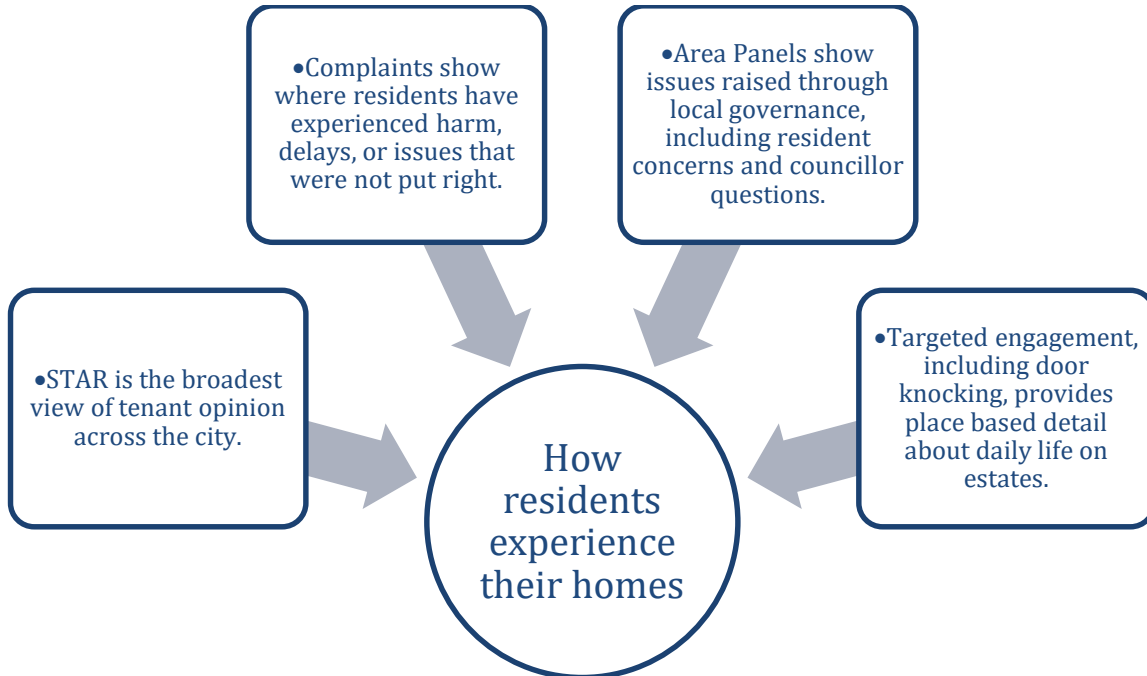 •STAR is the broadest
view of tenant opinion
across the city.
•Complaints show
where residents have
experienced harm,
delays, or issues that
were not put right.
•Area Panels show
issues raised through
local governance,
including resident
concerns and councillor
questions.
•Targeted engagement,
including door
knocking, provides
place based detail
about daily life on
estates.
How
residents
experience
their homes